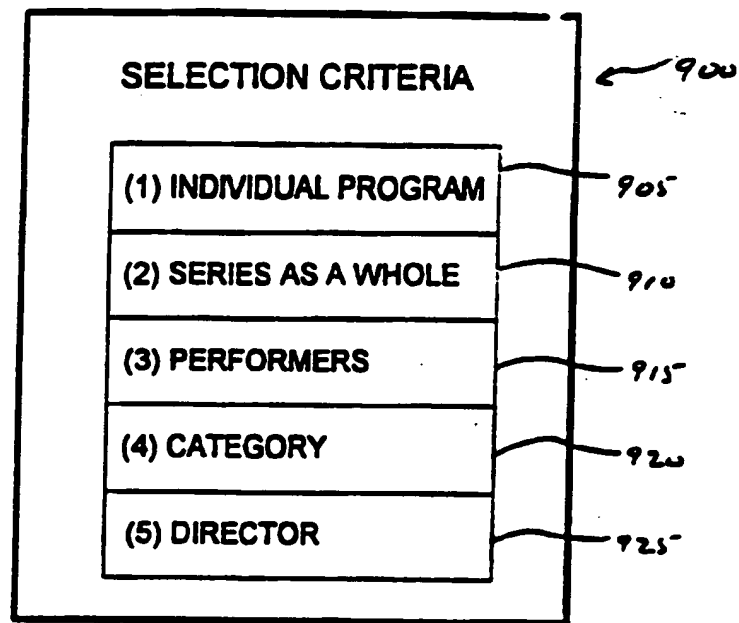 SELECTION CRITERIA
900
(1) INDIVIDUAL PROGRAM
905
(2) SERIES AS A WHOLE
910
(3) PERFORMERS
915
(4) CATEGORY
920
(5) DIRECTOR
925